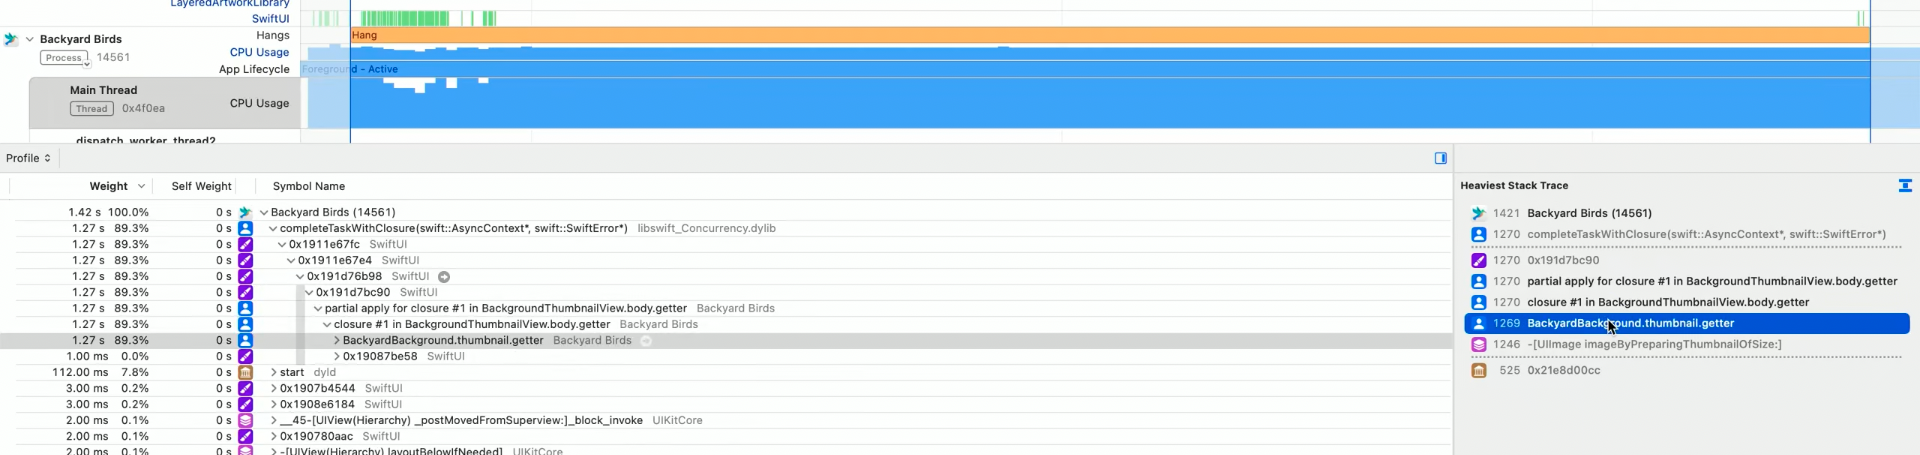 LayeredArtworkLibrary
SwiftUI
Backyard Birds
Process 14561
Hangs
Hang
CPU Usage
App Lifecycle
Foreground - Active
Main Thread
Thread 0x4f0ea
CPU Usage
dispatch_worker_thread2
Profile
Weight Self Weight Symbol Name
1.42 s 100.0% 0 s Backyard Birds (14561)
1.27 s 89.3% 0 s completeTaskWithClosure(swift::AsyncContext*, swift::SwiftError*) libswift_Concurrency.dylib
1.27 s 89.3% 0 s 0x1911e67fc SwiftUI
1.27 s 89.3% 0 s 0x1911e67e4 SwiftUI
1.27 s 89.3% 0 s 0x191d76b98 SwiftUI
1.27 s 89.3% 0 s 0x191d7bc90 SwiftUI
1.27 s 89.3% 0 s partial apply for closure #1 in BackgroundThumbnailView.body.getter Backyard Birds
1.27 s 89.3% 0 s closure #1 in BackgroundThumbnailView.body.getter Backyard Birds
1.27 s 89.3% 0 s BackyardBackground.thumbnail.getter Backyard Birds
1.00 ms 0.0% 0 s 0x19087be58 SwiftUI
112.00 ms 7.8% 0 s start dyld
3.00 ms 0.2% 0 s 0x1907b4544 SwiftUI
3.00 ms 0.2% 0 s 0x1908e6184 SwiftUI
2.00 ms 0.1% 0 s __45-[UIView(Hierarchy) _postMovedFromSuperview:]_block_invoke UIKitCore
2.00 ms 0.1% 0 s 0x190780aac SwiftUI
2.00 ms 0.1% 0 s -[UIView(Hierarchy) layoutBelowIfNeeded] UIKitCore
Heaviest Stack Trace
1421 Backyard Birds (14561)
1270 completeTaskWithClosure(swift::AsyncContext*, swift::SwiftError*)
1270 0x191d7bc90
1270 partial apply for closure #1 in BackgroundThumbnailView.body.getter
1270 closure #1 in BackgroundThumbnailView.body.getter
1269 BackyardBackground.thumbnail.getter
1246 -[UIImage imageByPreparingThumbnailOfSize:]
525 0x21e8d00cc